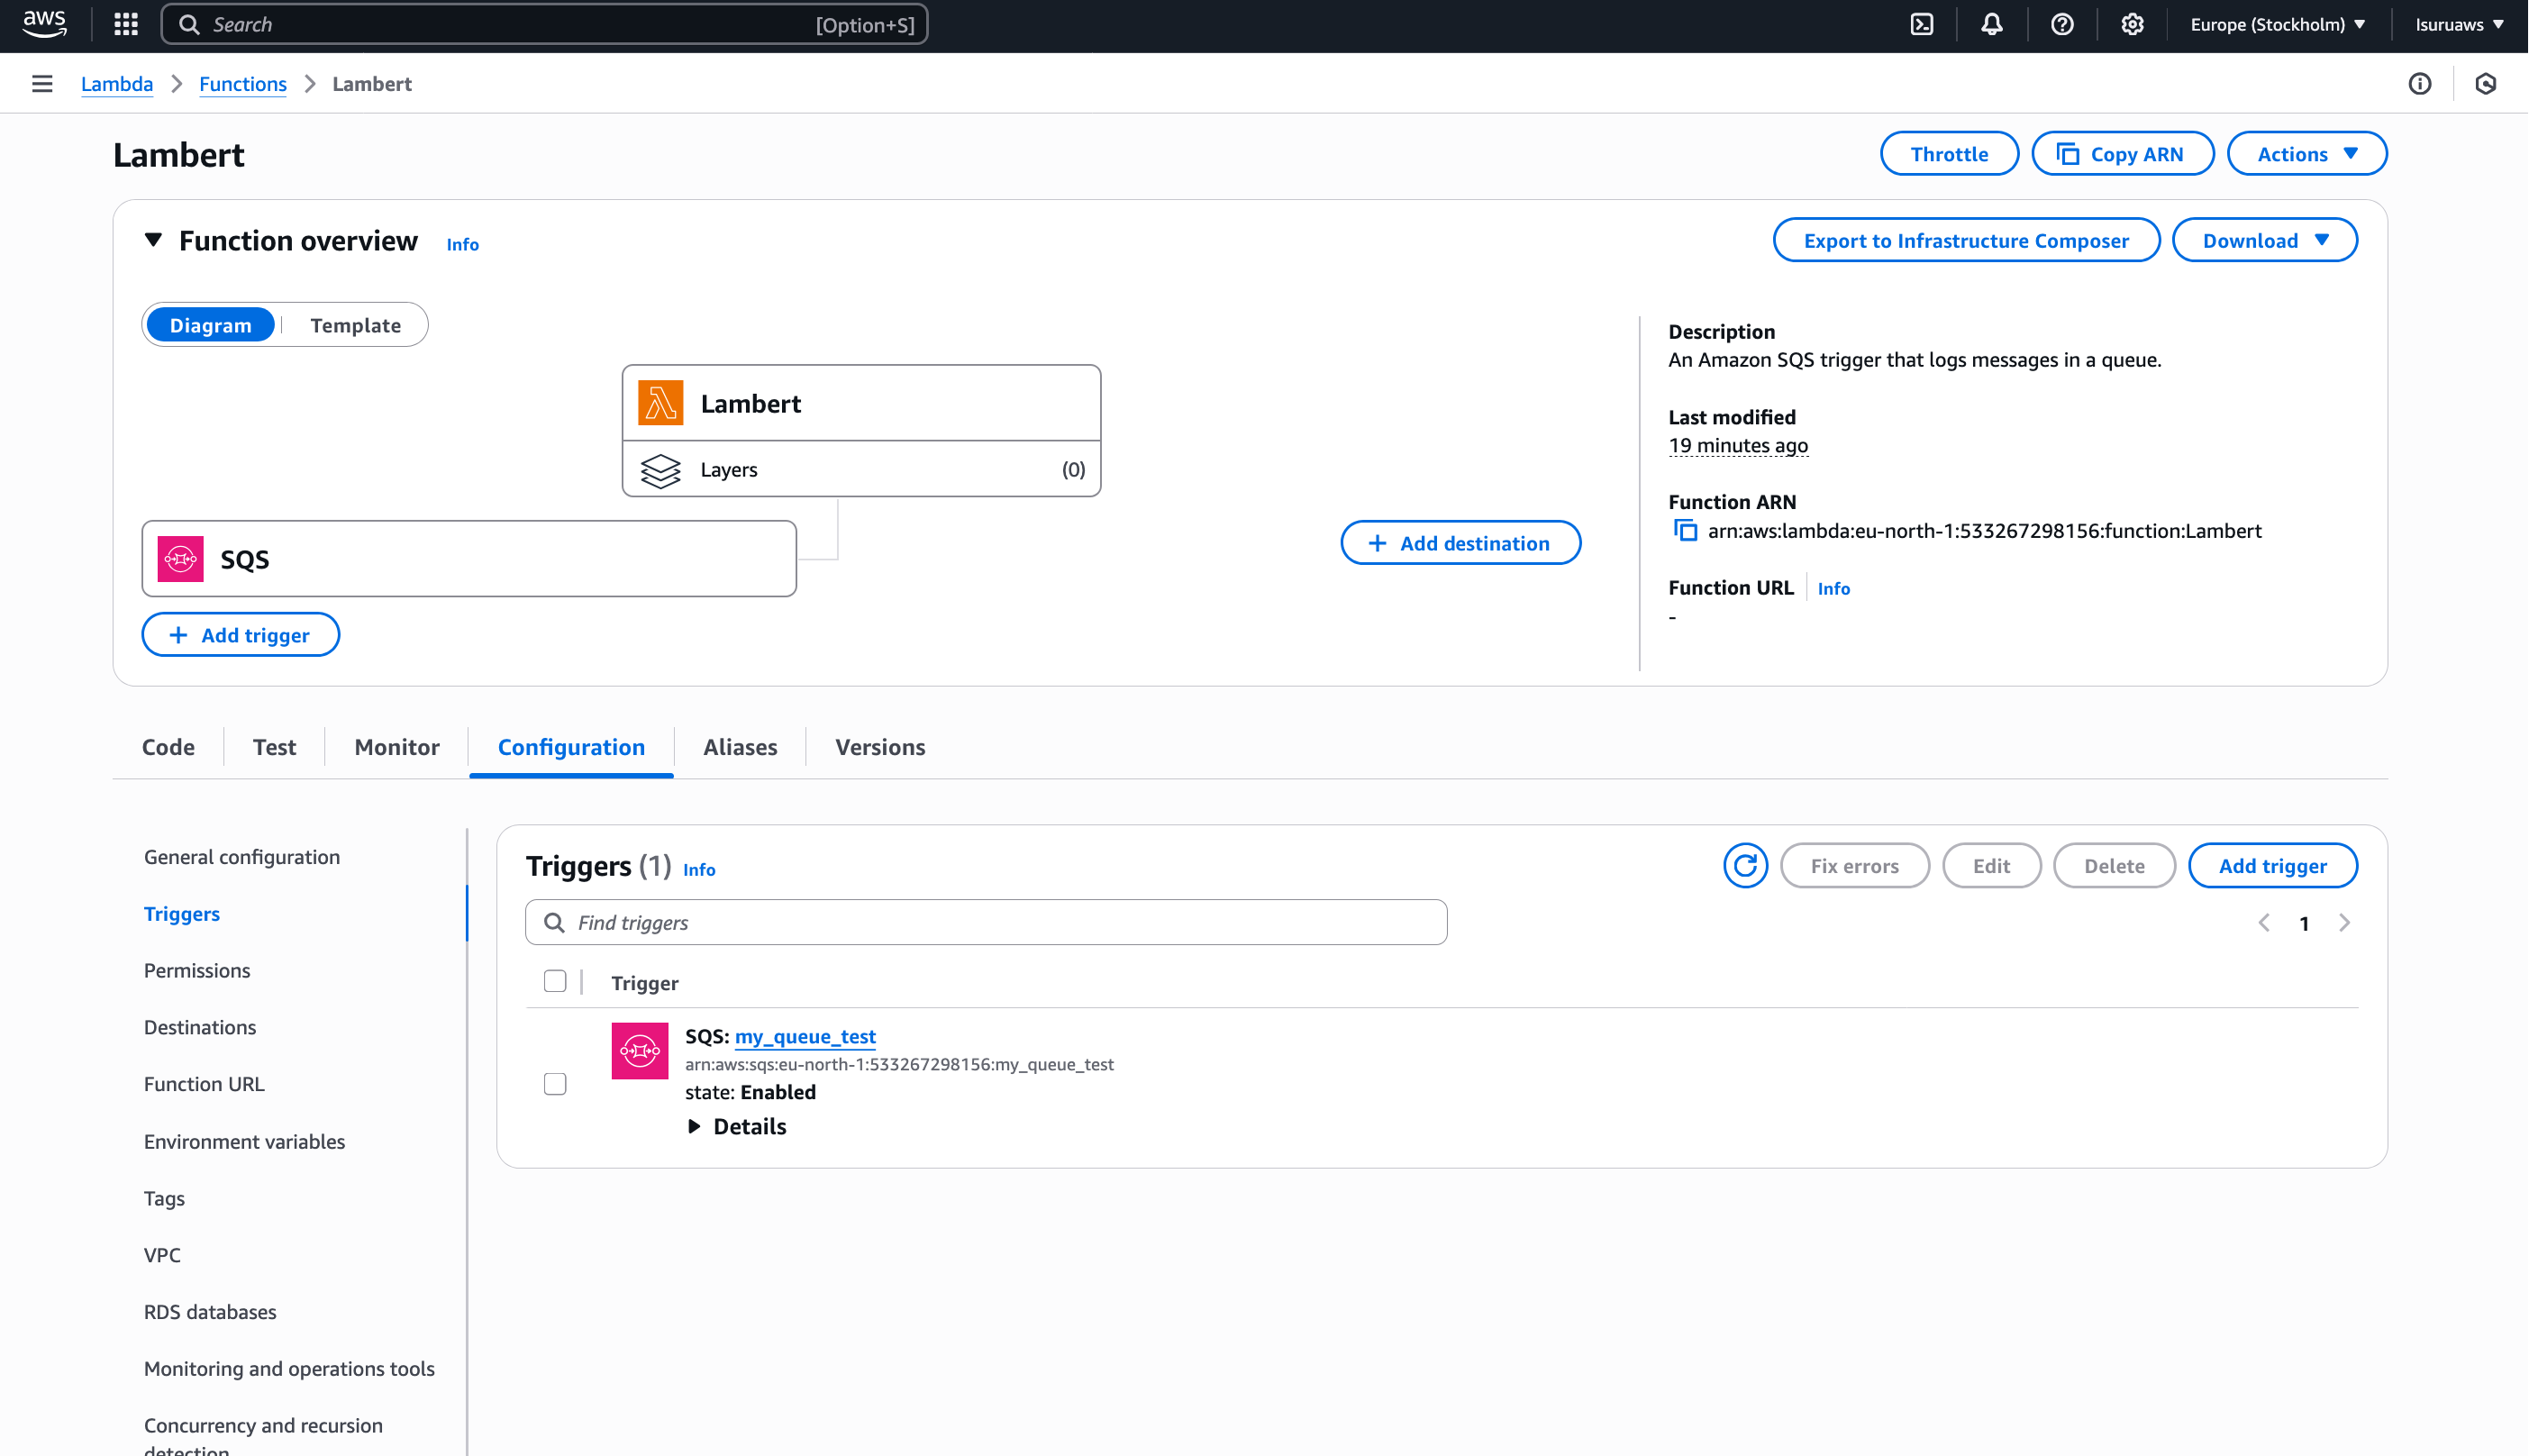 aws
Search [Option+S]
Europe (Stockholm)
Isuruaws
Lambda
Functions
Lambert
Lambert
Throttle
Copy ARN
Actions
Function overview Info
Export to Infrastructure Composer
Download
Diagram
Template
Lambert
Layers (0)
SQS
Add trigger
Add destination
Description
An Amazon SQS trigger that logs messages in a queue.
Last modified
19 minutes ago
Function ARN
arn:aws:lambda:eu-north-1:533267298156:function:Lambert
Function URL Info
-
Code
Test
Monitor
Configuration
Aliases
Versions
General configuration
Triggers
Permissions
Destinations
Function URL
Environment variables
Tags
VPC
RDS databases
Monitoring and operations tools
Concurrency and recursion
detection
Triggers (1) Info
Fix errors
Edit
Delete
Add trigger
Find triggers
1
Trigger
SQS: my_queue_test
arn:aws:sqs:eu-north-1:533267298156:my_queue_test
state: Enabled
Details